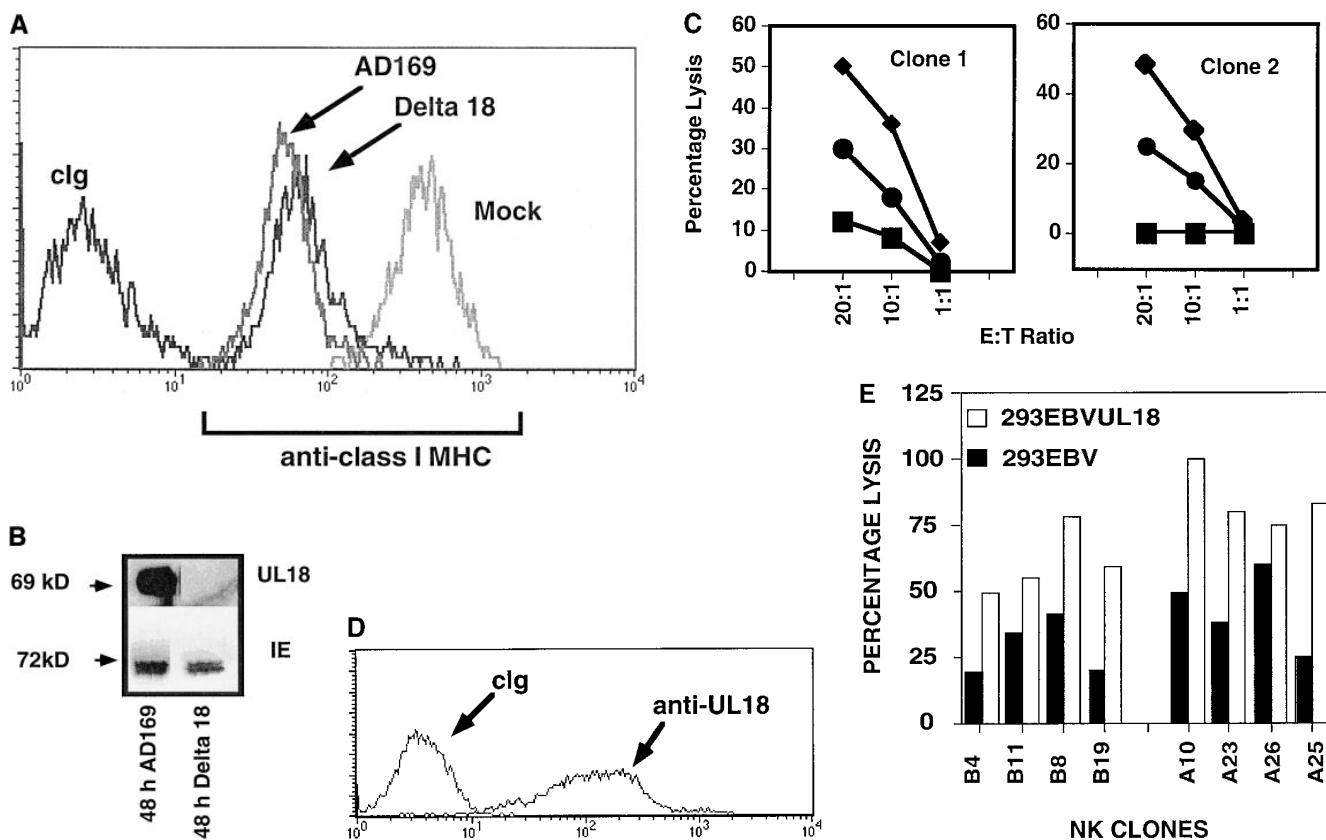 A
AD169
Delta 18
cIg
Mock
10⁰ 10¹ 10² 10³ 10⁴
anti-class I MHC
B
69 kD
UL18
72kD
IE
48 h AD169
48 h Delta 18
C
Percentage Lysis
60
50
40
30
20
10
0
Clone 1
20:1
10:1
1:1
60
40
20
0
Clone 2
20:1
10:1
1:1
E:T Ratio
D
cIg
anti-UL18
10⁰ 10¹ 10² 10³ 10⁴
E
PERCENTAGE LYSIS
125
100
75
50
25
0
293EBVUL18
293EBV
B4
B11
B8
B19
A10
A23
A26
A25
NK CLONES